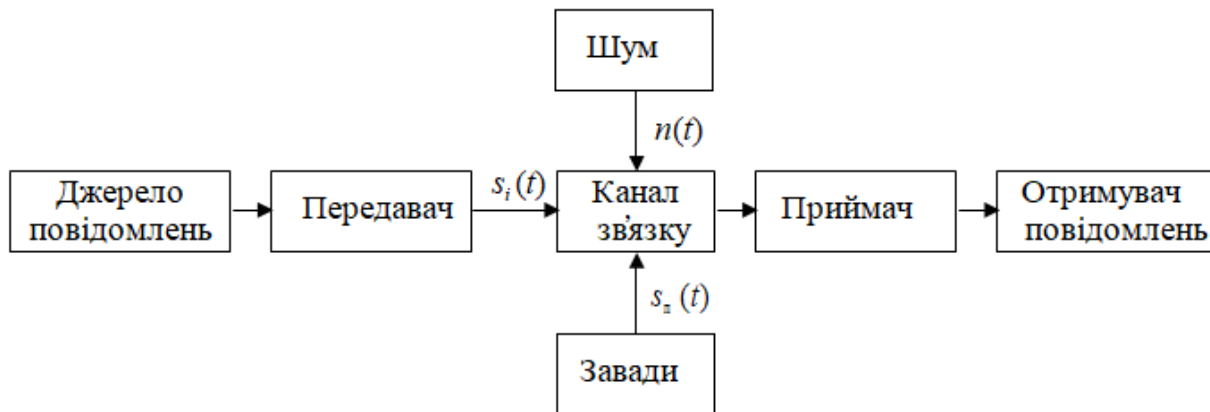 Шум
n(t)
Джерело
повідомлень
Передавач
s_i(t)
Канал
зв'язку
Приймач
Отримувач
повідомлень
s_п(t)
Завади